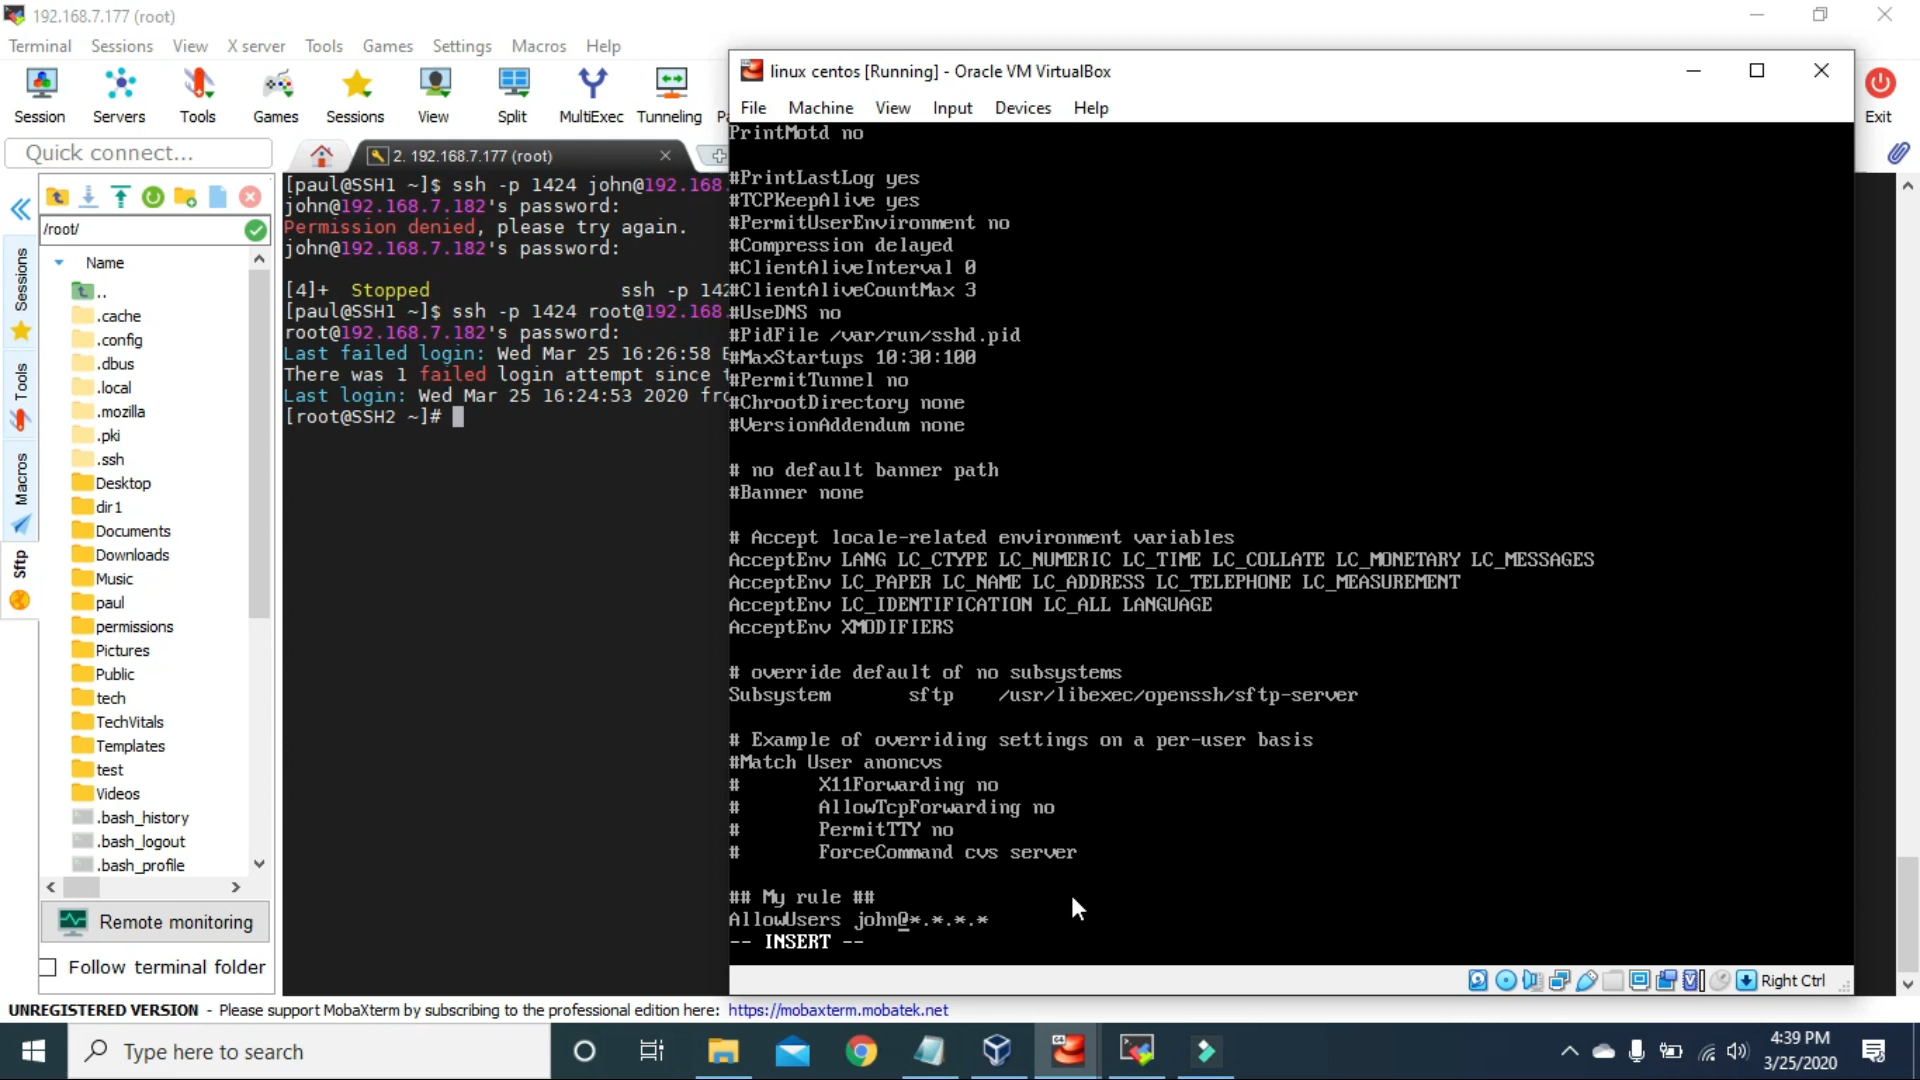 192.168.7.177 (root)
Terminal Sessions View X server Tools Games Settings Macros Help
Session Servers Tools Games Sessions View Split MultiExec Tunneling
Exit
Quick connect...
2. 192.168.7.177 (root)
/root/
Name
..
.cache
.config
.dbus
.local
.mozilla
.pki
.ssh
Desktop
dir1
Documents
Downloads
Music
paul
permissions
Pictures
Public
tech
TechVitals
Templates
test
Videos
.bash_history
.bash_logout
.bash_profile
Remote monitoring
Follow terminal folder
Sessions
Tools
Macros
Sftp
[paul@SSH1 ~]$ ssh -p 1424 john@192.168.
john@192.168.7.182's password:
Permission denied, please try again.
john@192.168.7.182's password:
[4]+ Stopped ssh -p 142
[paul@SSH1 ~]$ ssh -p 1424 root@192.168.
root@192.168.7.182's password:
Last failed login: Wed Mar 25 16:26:58 E
There was 1 failed login attempt since t
Last login: Wed Mar 25 16:24:53 2020 fro
[root@SSH2 ~]#
linux centos [Running] - Oracle VM VirtualBox
File Machine View Input Devices Help
PrintMotd no
#PrintLastLog yes
#TCPKeepAlive yes
#PermitUserEnvironment no
#Compression delayed
#ClientAliveInterval 0
#ClientAliveCountMax 3
#UseDNS no
#PidFile /var/run/sshd.pid
#MaxStartups 10:30:100
#PermitTunnel no
#ChrootDirectory none
#VersionAddendum none
# no default banner path
#Banner none
# Accept locale-related environment variables
AcceptEnv LANG LC_CTYPE LC_NUMERIC LC_TIME LC_COLLATE LC_MONETARY LC_MESSAGES
AcceptEnv LC_PAPER LC_NAME LC_ADDRESS LC_TELEPHONE LC_MEASUREMENT
AcceptEnv LC_IDENTIFICATION LC_ALL LANGUAGE
AcceptEnv XMODIFIERS
# override default of no subsystems
Subsystem sftp /usr/libexec/openssh/sftp-server
# Example of overriding settings on a per-user basis
#Match User anoncvs
# X11Forwarding no
# AllowTcpForwarding no
# PermitTTY no
# ForceCommand cvs server
## My rule ##
AllowUsers john@*.*.*.*
-- INSERT --
Right Ctrl
UNREGISTERED VERSION - Please support MobaXterm by subscribing to the professional edition here: https://mobaxterm.mobatek.net
Type here to search
4:39 PM
3/25/2020